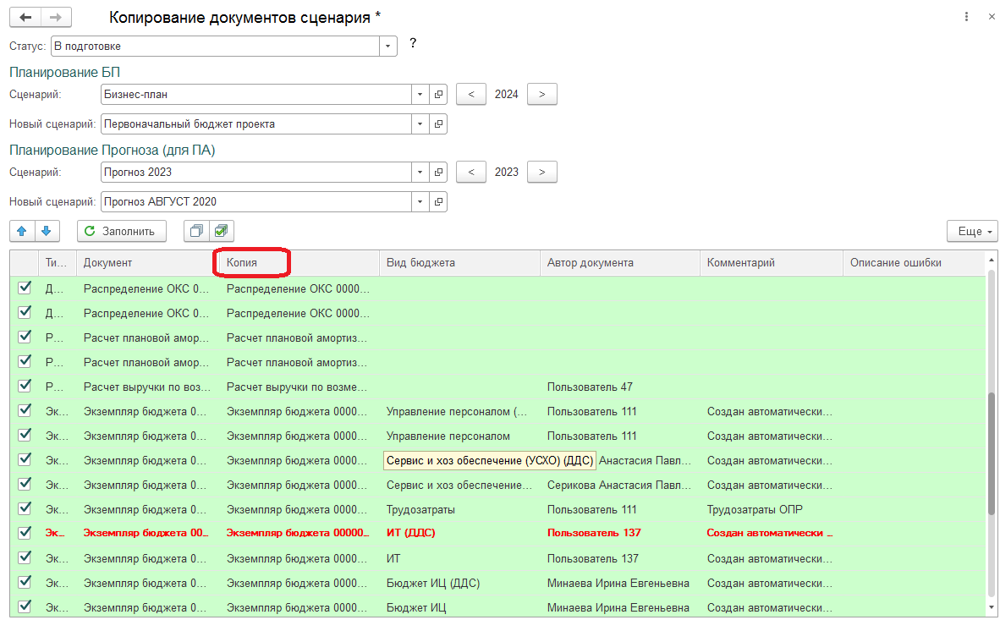 Копирование документов сценария *
Статус: В подготовке ?
Планирование БП
Сценарий: Бизнес-план < 2024 >
Новый сценарий: Первоначальный бюджет проекта
Планирование Прогноза (для ПА)
Сценарий: Прогноз 2023 < 2023 >
Новый сценарий: Прогноз АВГУСТ 2020
Заполнить Еще
Ти... Документ Копия Вид бюджета Автор документа Комментарий Описание ошибки
Д... Распределение ОКС 0... Распределение ОКС 0000...
Д... Распределение ОКС 0... Распределение ОКС 0000...
Р... Расчет плановой амор... Расчет плановой амортиз...
Р... Расчет плановой амор... Расчет плановой амортиз...
Р... Расчет выручки по воз... Расчет выручки по возме... Пользователь 47
Эк... Экземпляр бюджета 0... Экземпляр бюджета 0000... Управление персоналом (... Пользователь 111 Создан автоматически...
Эк... Экземпляр бюджета 0... Экземпляр бюджета 0000... Управление персоналом Пользователь 111 Создан автоматически...
Эк... Экземпляр бюджета 0... Экземпляр бюджета 0000... Сервис и хоз обеспечение (УСХО) (ДДС) Анастасия Павл... Создан автоматически...
Эк... Экземпляр бюджета 0... Экземпляр бюджета 0000... Сервис и хоз обеспечение... Серикова Анастасия Павл... Создан автоматически...
Эк... Экземпляр бюджета 0... Экземпляр бюджета 0000... Трудозатраты Пользователь 111 Трудозатраты ОПР
Эк... Экземпляр бюджета 00... Экземпляр бюджета 00000... ИТ (ДДС) Пользователь 137 Создан автоматически ...
Эк... Экземпляр бюджета 0... Экземпляр бюджета 0000... ИТ Пользователь 137 Создан автоматически...
Эк... Экземпляр бюджета 0... Экземпляр бюджета 0000... Бюджет ИЦ (ДДС) Минаева Ирина Евгеньевна Создан автоматически...
Эк... Экземпляр бюджета 0... Экземпляр бюджета 0000... Бюджет ИЦ Минаева Ирина Евгеньевна Создан автоматически...